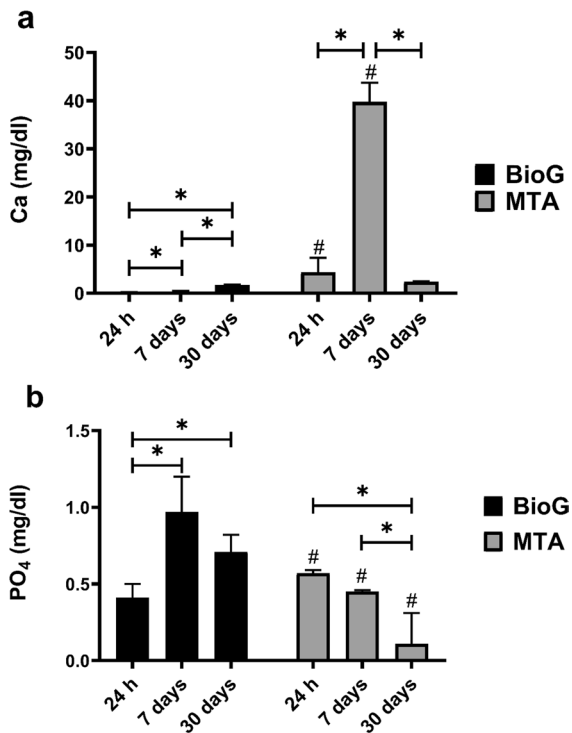 a
Ca (mg/dl)
50
40
30
20
10
0
* * * * *
# #
24 h 7 days 30 days 24 h 7 days 30 days
BioG
MTA
b
PO₄ (mg/dl)
1.5
1.0
0.5
0.0
* * * *
# # #
24 h 7 days 30 days 24 h 7 days 30 days
BioG
MTA